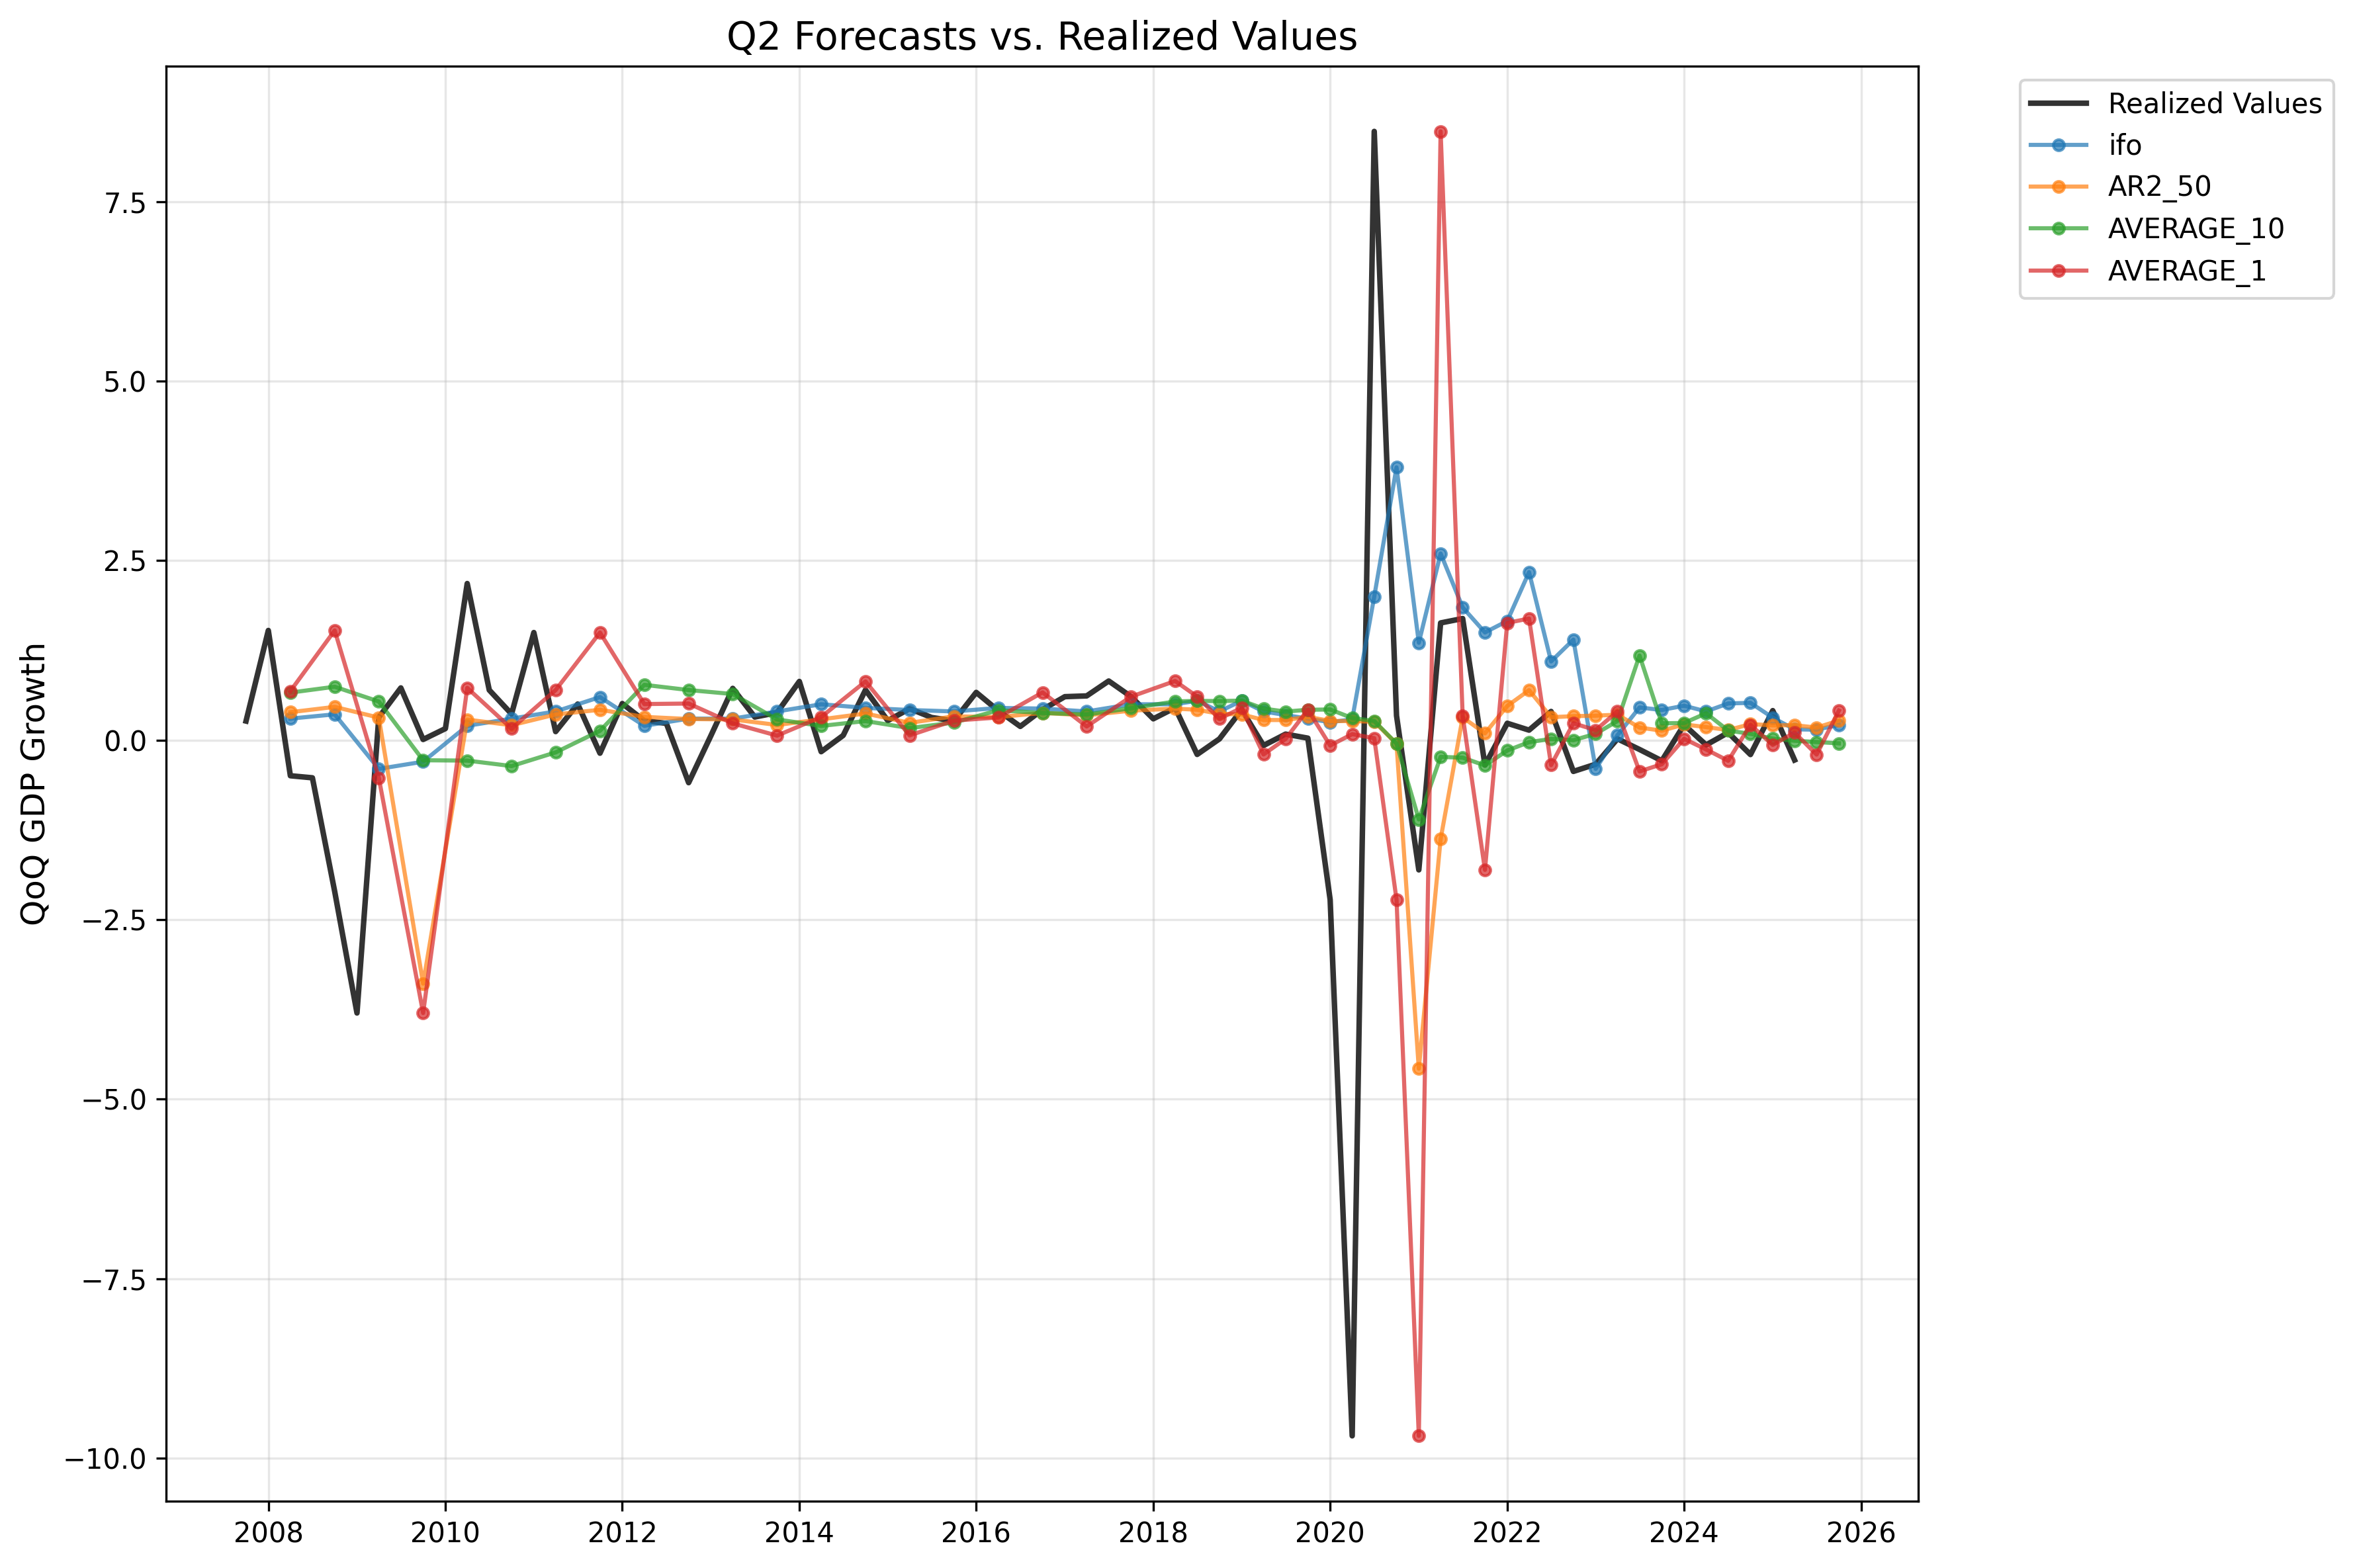 Q2 Forecasts vs. Realized Values
Realized Values
ifo
AR2_50
AVERAGE_10
AVERAGE_1
QoQ GDP Growth
7.5
5.0
2.5
0.0
−2.5
−5.0
−7.5
−10.0
2008 2010 2012 2014 2016 2018 2020 2022 2024 2026